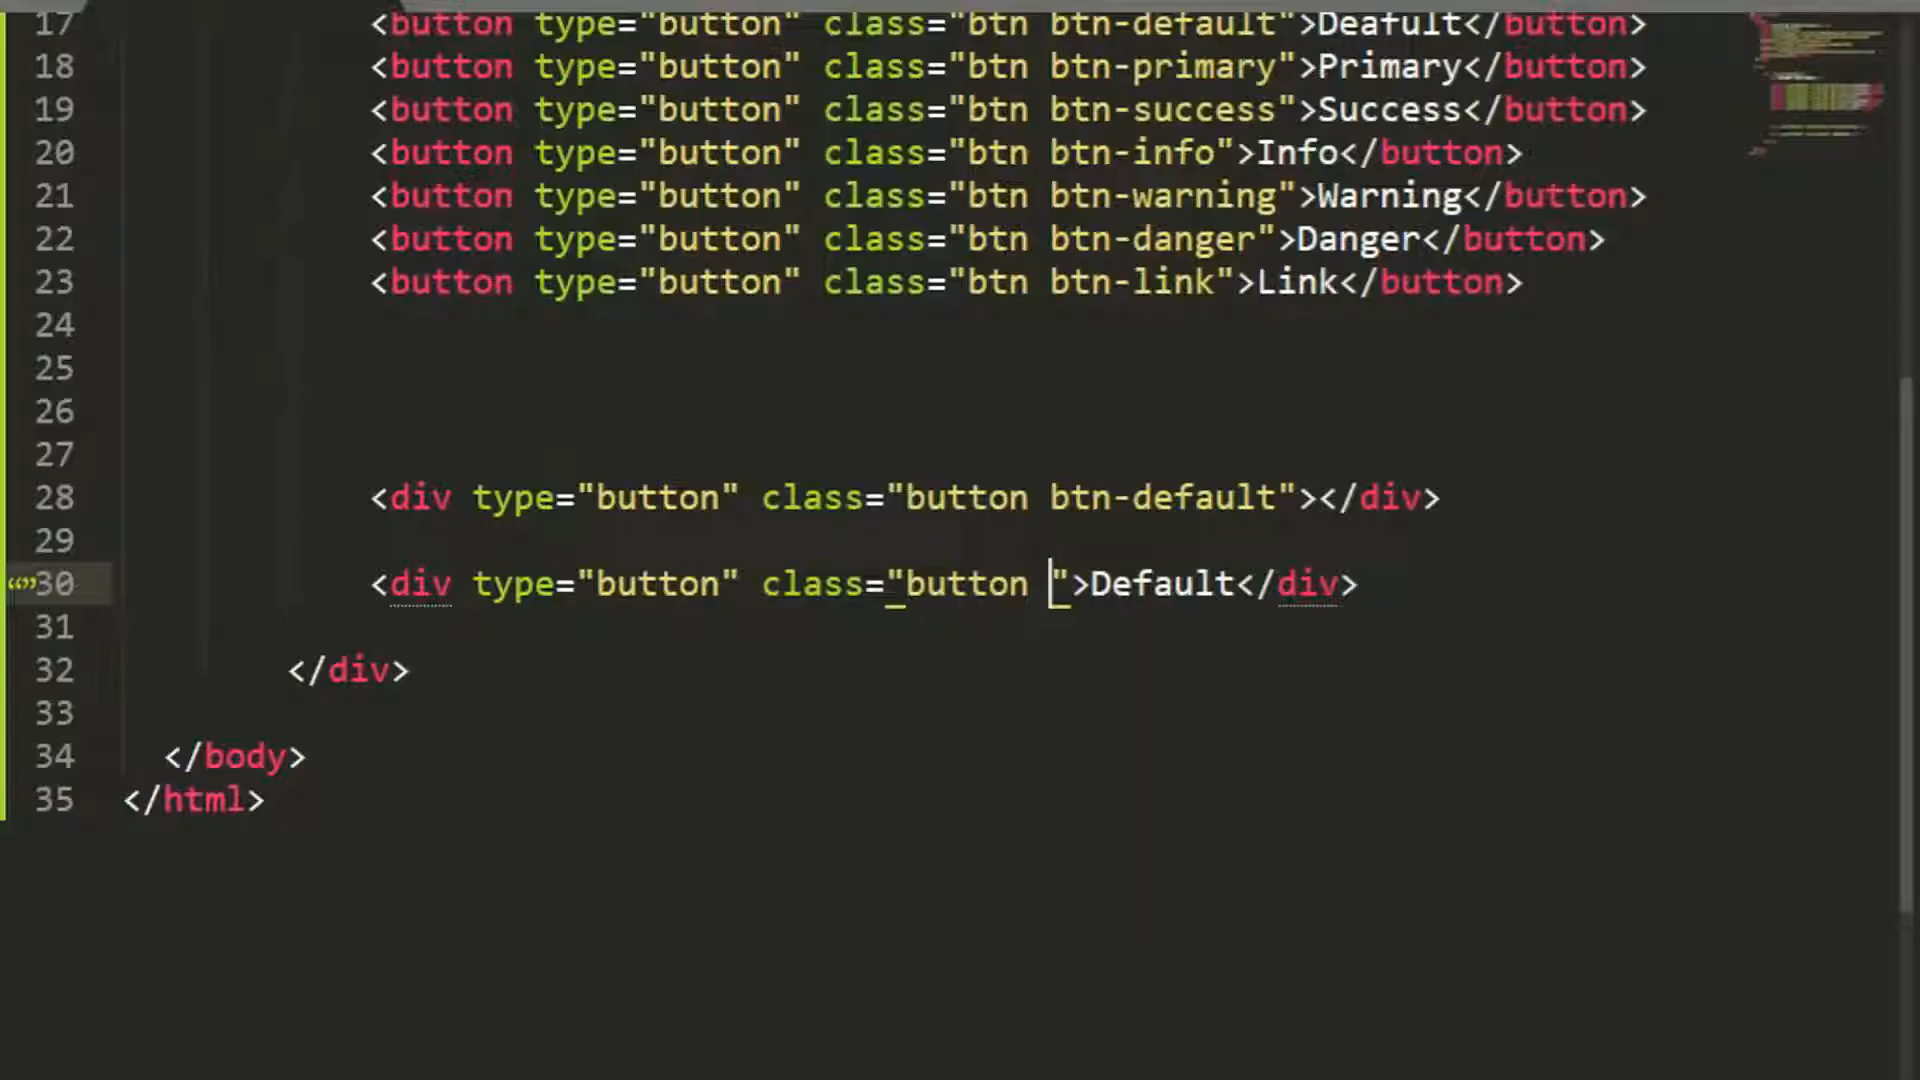 17 <button type="button" class="btn btn-default">Deafult</button>
18 <button type="button" class="btn btn-primary">Primary</button>
19 <button type="button" class="btn btn-success">Success</button>
20 <button type="button" class="btn btn-info">Info</button>
21 <button type="button" class="btn btn-warning">Warning</button>
22 <button type="button" class="btn btn-danger">Danger</button>
23 <button type="button" class="btn btn-link">Link</button>
24
25
26
27
28 <div type="button" class="button btn-default"></div>
29
30 <div type="button" class="button ">Default</div>
31
32 </div>
33
34 </body>
35 </html>